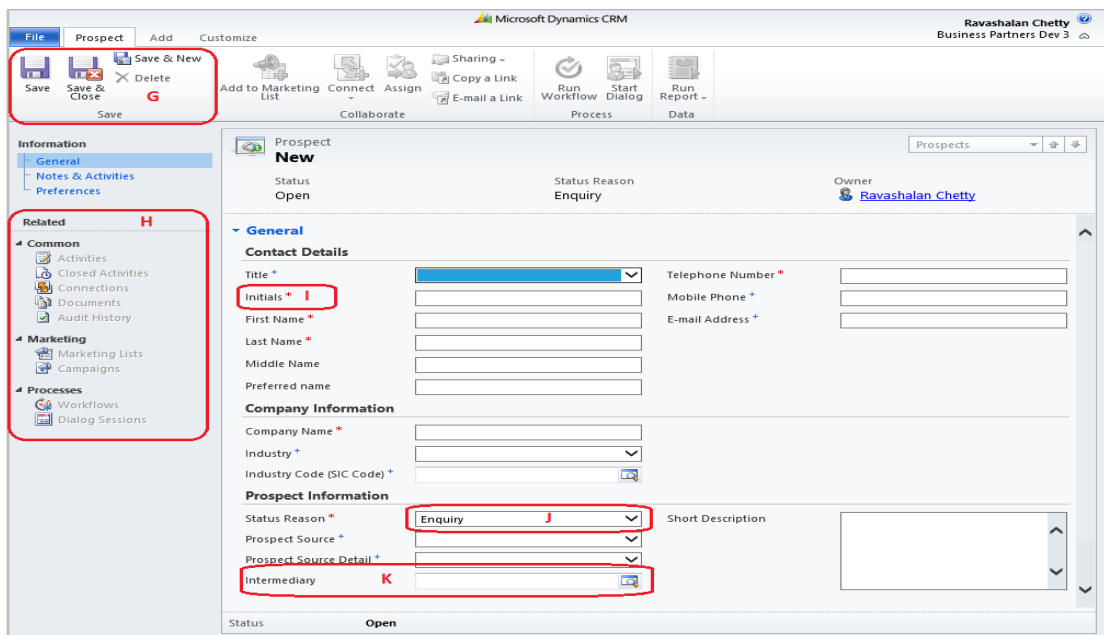 Microsoft Dynamics CRM
Ravashalan Chetty
Business Partners Dev 3
File Prospect Add Customize
Save
Save & Close
Save & New
Delete
G
Save
Add to Marketing List
Connect
Assign
Sharing
Copy a Link
E-mail a Link
Collaborate
Run Workflow
Start Dialog
Process
Run Report
Data
Information
General
Notes & Activities
Preferences
Related H
Common
Activities
Closed Activities
Connections
Documents
Audit History
Marketing
Marketing Lists
Campaigns
Processes
Workflows
Dialog Sessions
Prospect
New
Prospects
Status Status Reason Owner
Open Enquiry Ravashalan Chetty
General
Contact Details
Title + Telephone Number *
Initials * I Mobile Phone +
First Name * E-mail Address +
Last Name *
Middle Name
Preferred name
Company Information
Company Name *
Industry +
Industry Code (SIC Code) +
Prospect Information
Status Reason * Enquiry J Short Description
Prospect Source +
Prospect Source Detail +
Intermediary K
Status Open